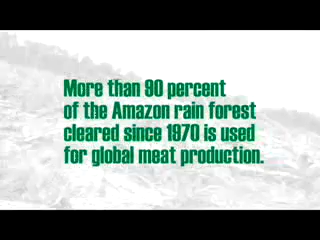 More than 90 percent
of the Amazon rain forest
cleared since 1970 is used
for global meat production.